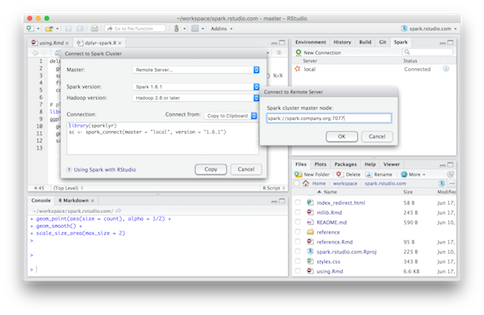 ~/workspace/spark.rstudio.com - master - RStudio
Go to file/function
Addins
spark.rstudio.com
using.Rmd
dplyr-spark.R
Connect to Spark Cluster
Master:
Remote Server...
Spark version:
Spark 1.6.1
Hadoop version:
Hadoop 2.6 or later
Connection:
Connect from:
Copy to Clipboard
library(sparklyr)
sc <- spark_connect(master = "local", version = "1.6.1")
Using Spark with RStudio
Copy
Cancel
4:45
(Top Level)
R Script
Environment
History
Build
Git
Spark
New Connection
Server
Status
local
Connected
Connect to Remote Server
Spark cluster master node:
spark://spark.company.org:7077
OK
Cancel
Files
Plots
Packages
Help
Viewer
New Folder
Delete
Rename
More
Home
workspace
spark.rstudio.com
Name
Size
Modified
index_redirect.html
58 B
Jun 17,
mllib.Rmd
Jun 17,
README.md
590 B
Jun 17,
reference
reference.Rmd
95 B
Jun 17,
spark.rstudio.com.Rproj
225 B
Jun 17,
styles.css
Jun 17,
using.Rmd
6.6 KB
Jun 17,
Console
R Markdown
~/workspace/spark.rstudio.com/
+ geom_point(aes(size = count), alpha = 1/2) +
+ geom_smooth() +
+ scale_size_area(max_size = 2)
>
>
>